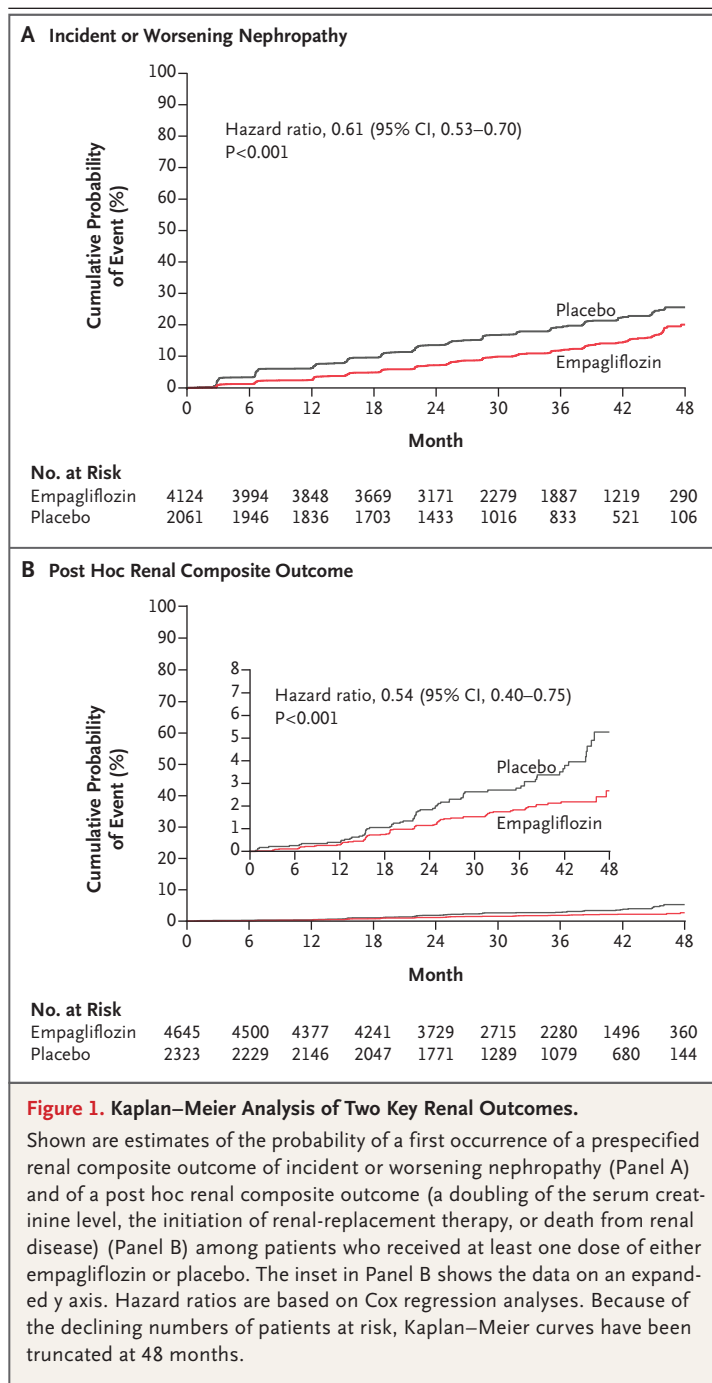 A Incident or Worsening Nephropathy
100
90
80
70
60
50
40
30
20
10
0
Cumulative Probability
of Event (%)
Hazard ratio, 0.61 (95% CI, 0.53–0.70)
P<0.001
Placebo
Empagliflozin
0 6 12 18 24 30 36 42 48
Month
No. at Risk
Empagliflozin 4124 3994 3848 3669 3171 2279 1887 1219 290
Placebo 2061 1946 1836 1703 1433 1016 833 521 106
B Post Hoc Renal Composite Outcome
100
90
80
70
60
50
40
30
20
10
0
Cumulative Probability
of Event (%)
8
7
6
5
4
3
2
1
0
Hazard ratio, 0.54 (95% CI, 0.40–0.75)
P<0.001
Placebo
Empagliflozin
0 6 12 18 24 30 36 42 48
0 6 12 18 24 30 36 42 48
Month
No. at Risk
Empagliflozin 4645 4500 4377 4241 3729 2715 2280 1496 360
Placebo 2323 2229 2146 2047 1771 1289 1079 680 144
Figure 1. Kaplan–Meier Analysis of Two Key Renal Outcomes.
Shown are estimates of the probability of a first occurrence of a prespecified
renal composite outcome of incident or worsening nephropathy (Panel A)
and of a post hoc renal composite outcome (a doubling of the serum creat-
inine level, the initiation of renal-replacement therapy, or death from renal
disease) (Panel B) among patients who received at least one dose of either
empagliflozin or placebo. The inset in Panel B shows the data on an expand-
ed y axis. Hazard ratios are based on Cox regression analyses. Because of
the declining numbers of patients at risk, Kaplan–Meier curves have been
truncated at 48 months.